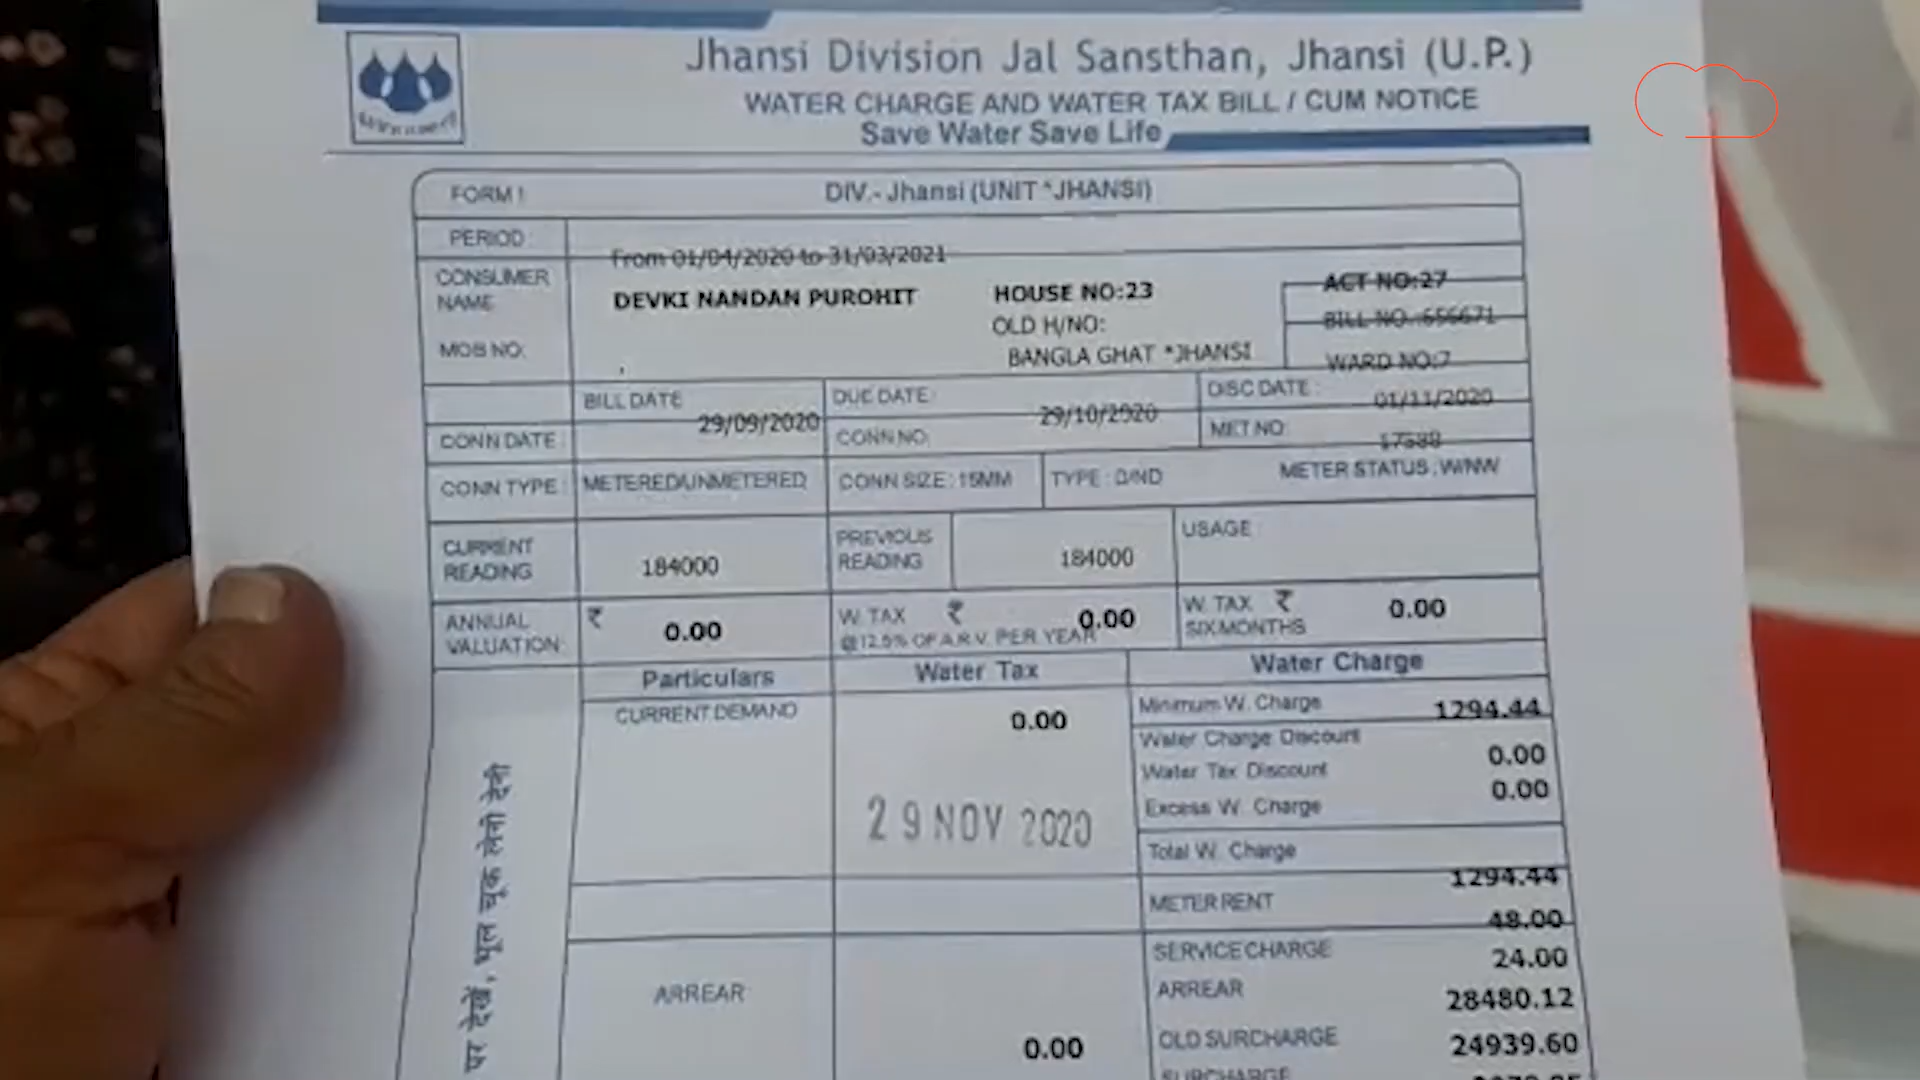 Jhansi Division Jal Sansthan, Jhansi (U.P.)
WATER CHARGE AND WATER TAX BILL / CUM NOTICE
Save Water Save Life
FORM 1 DIV.- Jhansi (UNIT *JHANSI)
PERIOD From 01/04/2020 to 31/03/2021
CONSUMER NAME DEVKI NANDAN PUROHIT HOUSE NO:23 ACT NO:27
OLD H/NO: BILL NO.:656671
MOB NO: BANGLA GHAT *JHANSI WARD NO:7
BILL DATE 29/09/2020 DUE DATE: 29/10/2020 DISC DATE : 01/11/2020
CONN DATE CONN NO. MET NO 17588
CONN TYPE : METERED/UNMETERED CONN SIZE : 15MM TYPE : D/ND METER STATUS : W/NW
CURRENT READING 184000 PREVIOUS READING 184000 USAGE
ANNUAL VALUATION: ₹ 0.00 W. TAX ₹ 0.00 @12.5% OF A.R.V. PER YEAR W. TAX ₹ SIX MONTHS 0.00
Particulars Water Tax Water Charge
CURRENT DEMAND 0.00 Minimum W. Charge 1294.44
Water Charge Discount 0.00
Water Tax Discount 0.00
29 NOV 2020 Excess W. Charge
Total W. Charge 1294.44
METER RENT 48.00
SERVICE CHARGE 24.00
ARREAR 0.00 ARREAR 28480.12
OLD SURCHARGE 24939.60
SURCHARGE
पर देखें, भूल चूक लेनी देनी